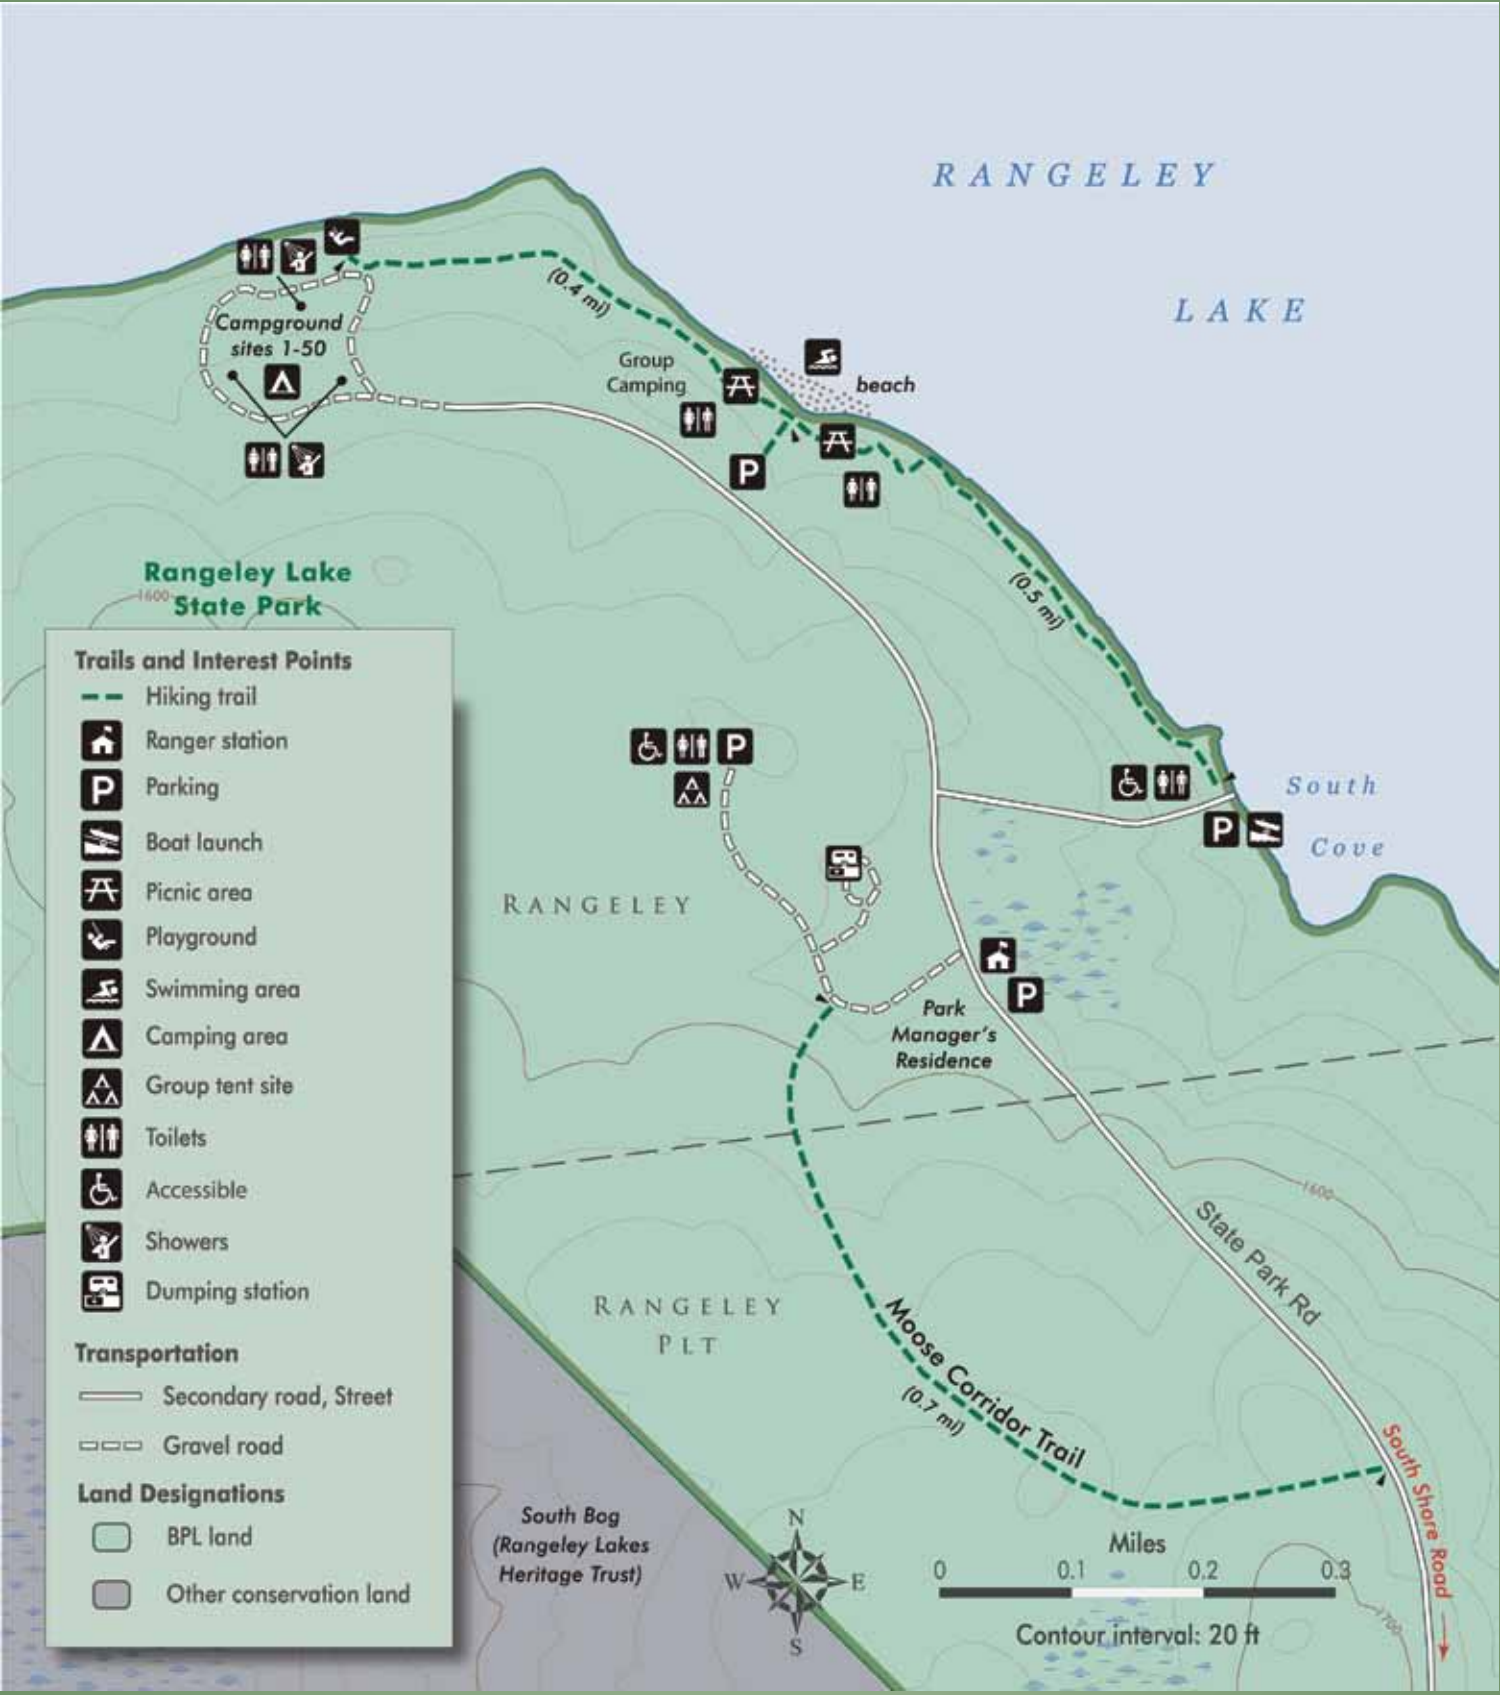 RANGELEY
LAKE
(0.4 mi)
Campground
sites 1-50
Group
Camping
beach
P
(0.5 mi)
Rangeley Lake
State Park
1600
Trails and Interest Points
Hiking trail
Ranger station
P Parking
Boat launch
Picnic area
Playground
Swimming area
Camping area
Group tent site
Toilets
Accessible
Showers
Dumping station
Transportation
Secondary road, Street
Gravel road
Land Designations
BPL land
Other conservation land
P
South
Cove
P
RANGELEY
P
Park
Manager's
Residence
1600
State Park Rd
RANGELEY
PLT
Moose Corridor Trail
(0.7 mi)
South Shore Road
South Bog
(Rangeley Lakes
Heritage Trust)
N
W E
S
Miles
0 0.1 0.2 0.3
Contour interval: 20 ft
1700